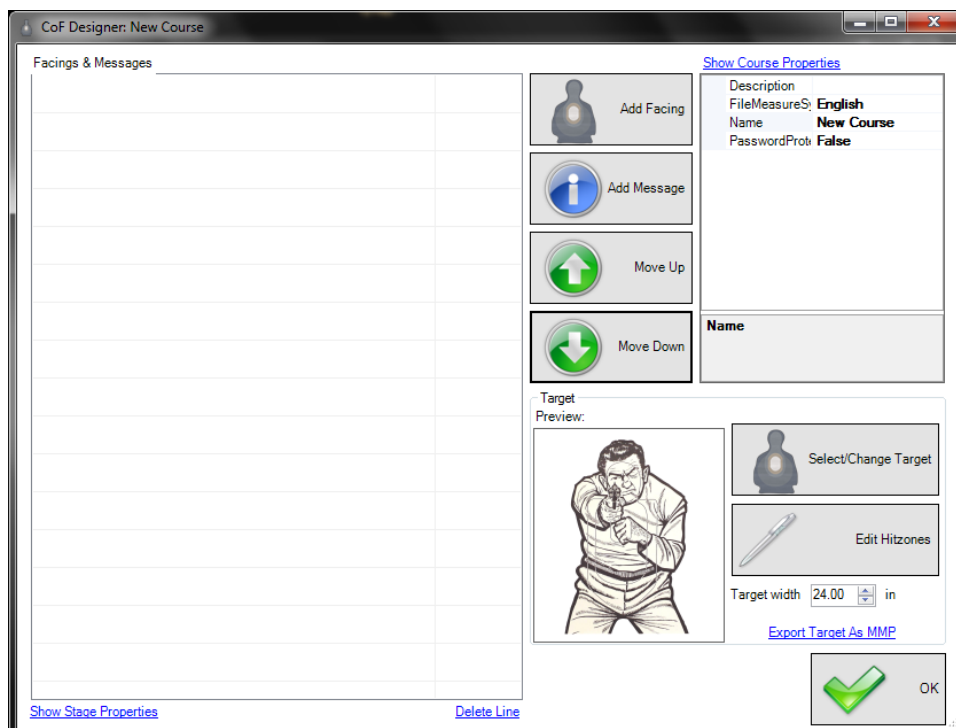 CoF Designer: New Course
Facings & Messages
Add Facing
Add Message
Move Up
Move Down
Show Course Properties
Description
FileMeasureSy English
Name New Course
PasswordProte False
Name
Target
Preview:
Select/Change Target
Edit Hitzones
Target width 24.00 in
Export Target As MMP
OK
Show Stage Properties
Delete Line